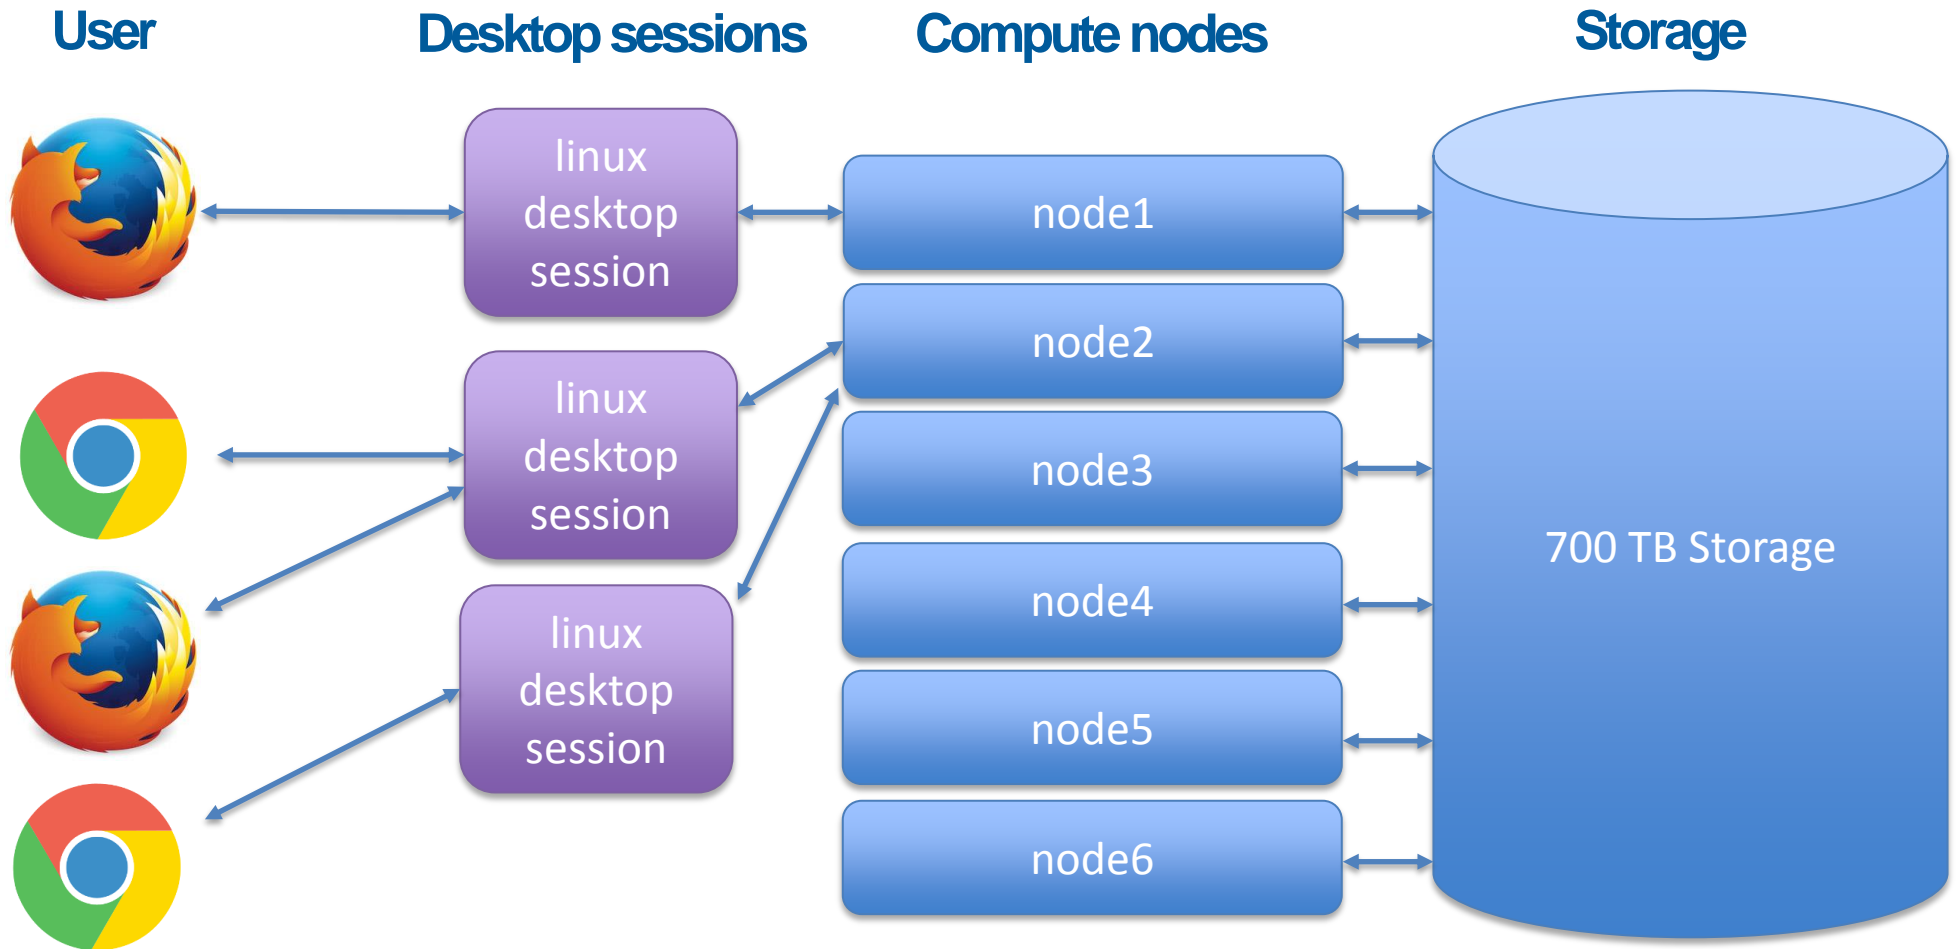 User
Desktop sessions
Compute nodes
Storage
linux
desktop
session
linux
desktop
session
linux
desktop
session
node1
node2
node3
node4
node5
node6
700 TB Storage